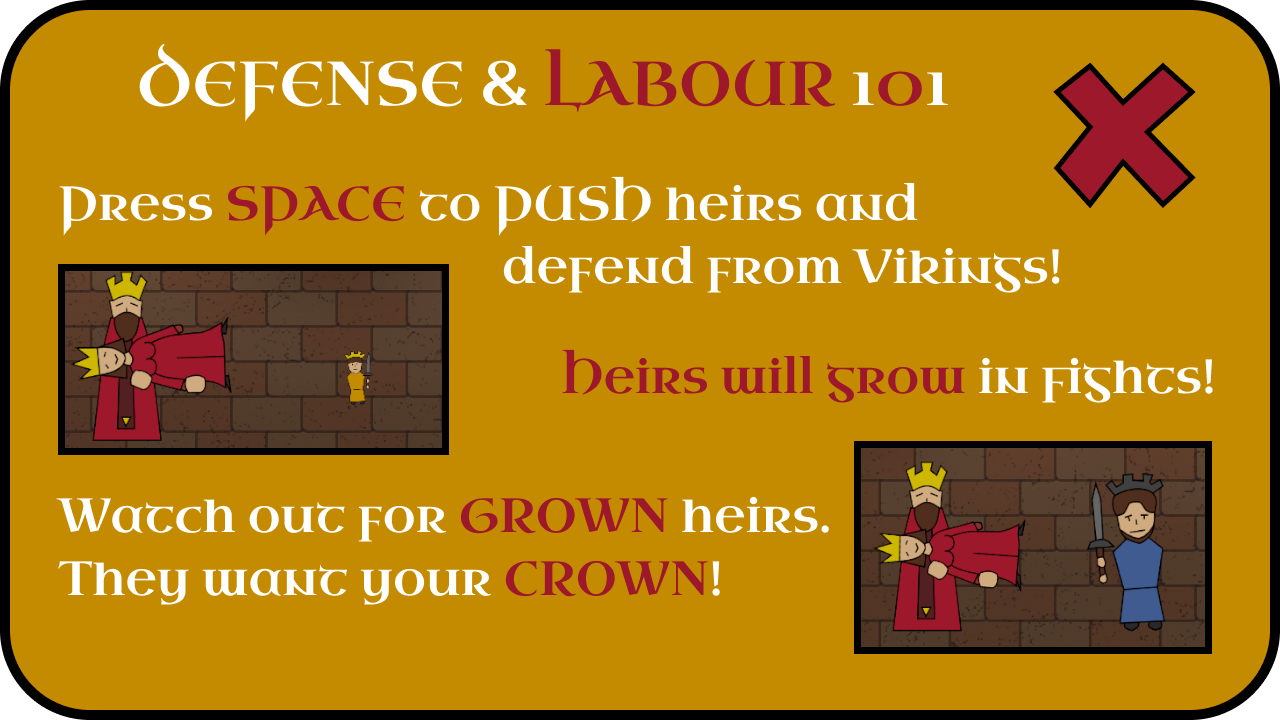 DEFENSE & LABOUR 101
Press SPACE to PUSH heirs and
defend from Vikings!
Heirs will grow in fights!
Watch out for GROWN heirs.
They want your CROWN!